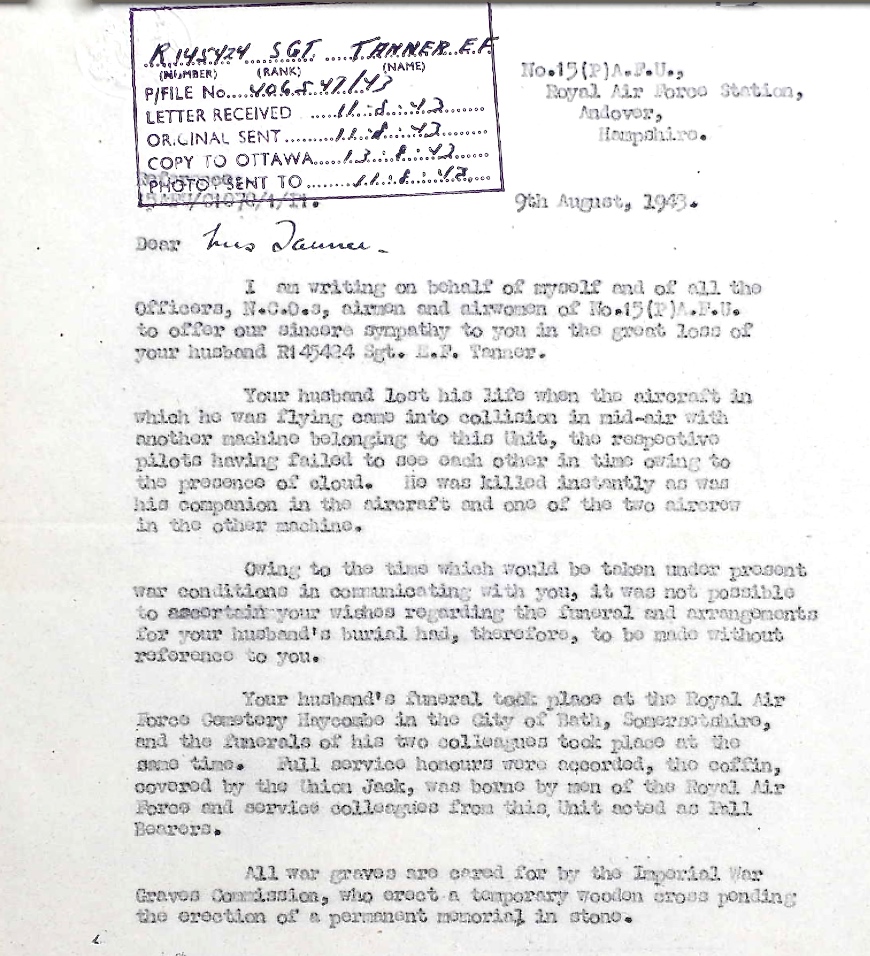 R145424 SGT TANNER E.F
(NUMBER) (RANK) (NAME)
P/FILE No....4065 47/43
LETTER RECEIVED ....11.8.43
ORIGINAL SENT....11.8.43
COPY TO OTTAWA....13.8.43
PHOTO. SENT TO ....11.8.43
No.15(P)A.F.U.,
Royal Air Force Station,
Andover,
Hampshire.
Reference
9th August, 1943.
Dear Mrs Tanner.
I am writing on behalf of myself and of all the
Officers, N.C.O.s, airmen and airwomen of No.15(P)A.F.U.
to offer our sincere sympathy to you in the great loss of
your husband R145424 Sgt. E.F. Tanner.
Your husband lost his life when the aircraft in
which he was flying came into collision in mid-air with
another machine belonging to this Unit, the respective
pilots having failed to see each other in time owing to
the presence of cloud. He was killed instantly as was
his companion in the aircraft and one of the two aircrew
in the other machine.
Owing to the time which would be taken under present
war conditions in communicating with you, it was not possible
to ascertain your wishes regarding the funeral and arrangements
for your husband's burial had, therefore, to be made without
reference to you.
Your husband's funeral took place at the Royal Air
Force Cemetery Haycombe in the City of Bath, Somersetshire,
and the funerals of his two colleagues took place at the
same time. Full service honours were accorded, the coffin,
covered by the Union Jack, was borne by men of the Royal Air
Force and service colleagues from this Unit acted as Pall
Bearers.
All war graves are cared for by the Imperial War
Graves Commission, who erect a temporary wooden cross pending
the erection of a permanent memorial in stone.